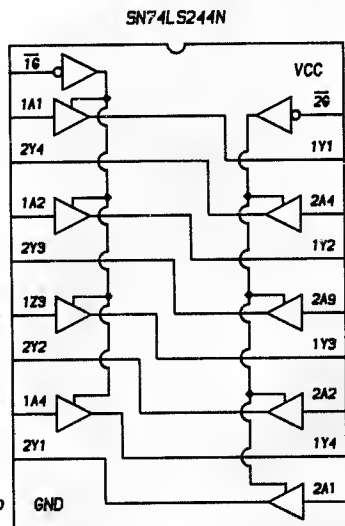 SN74LS244N
1G VCC
2G
1A1
2Y4 1Y1
1A2 2A4
2Y3 1Y2
1Z3 2A9
2Y2 1Y3
1A4 2A2
2Y1 1Y4
GND 2A1